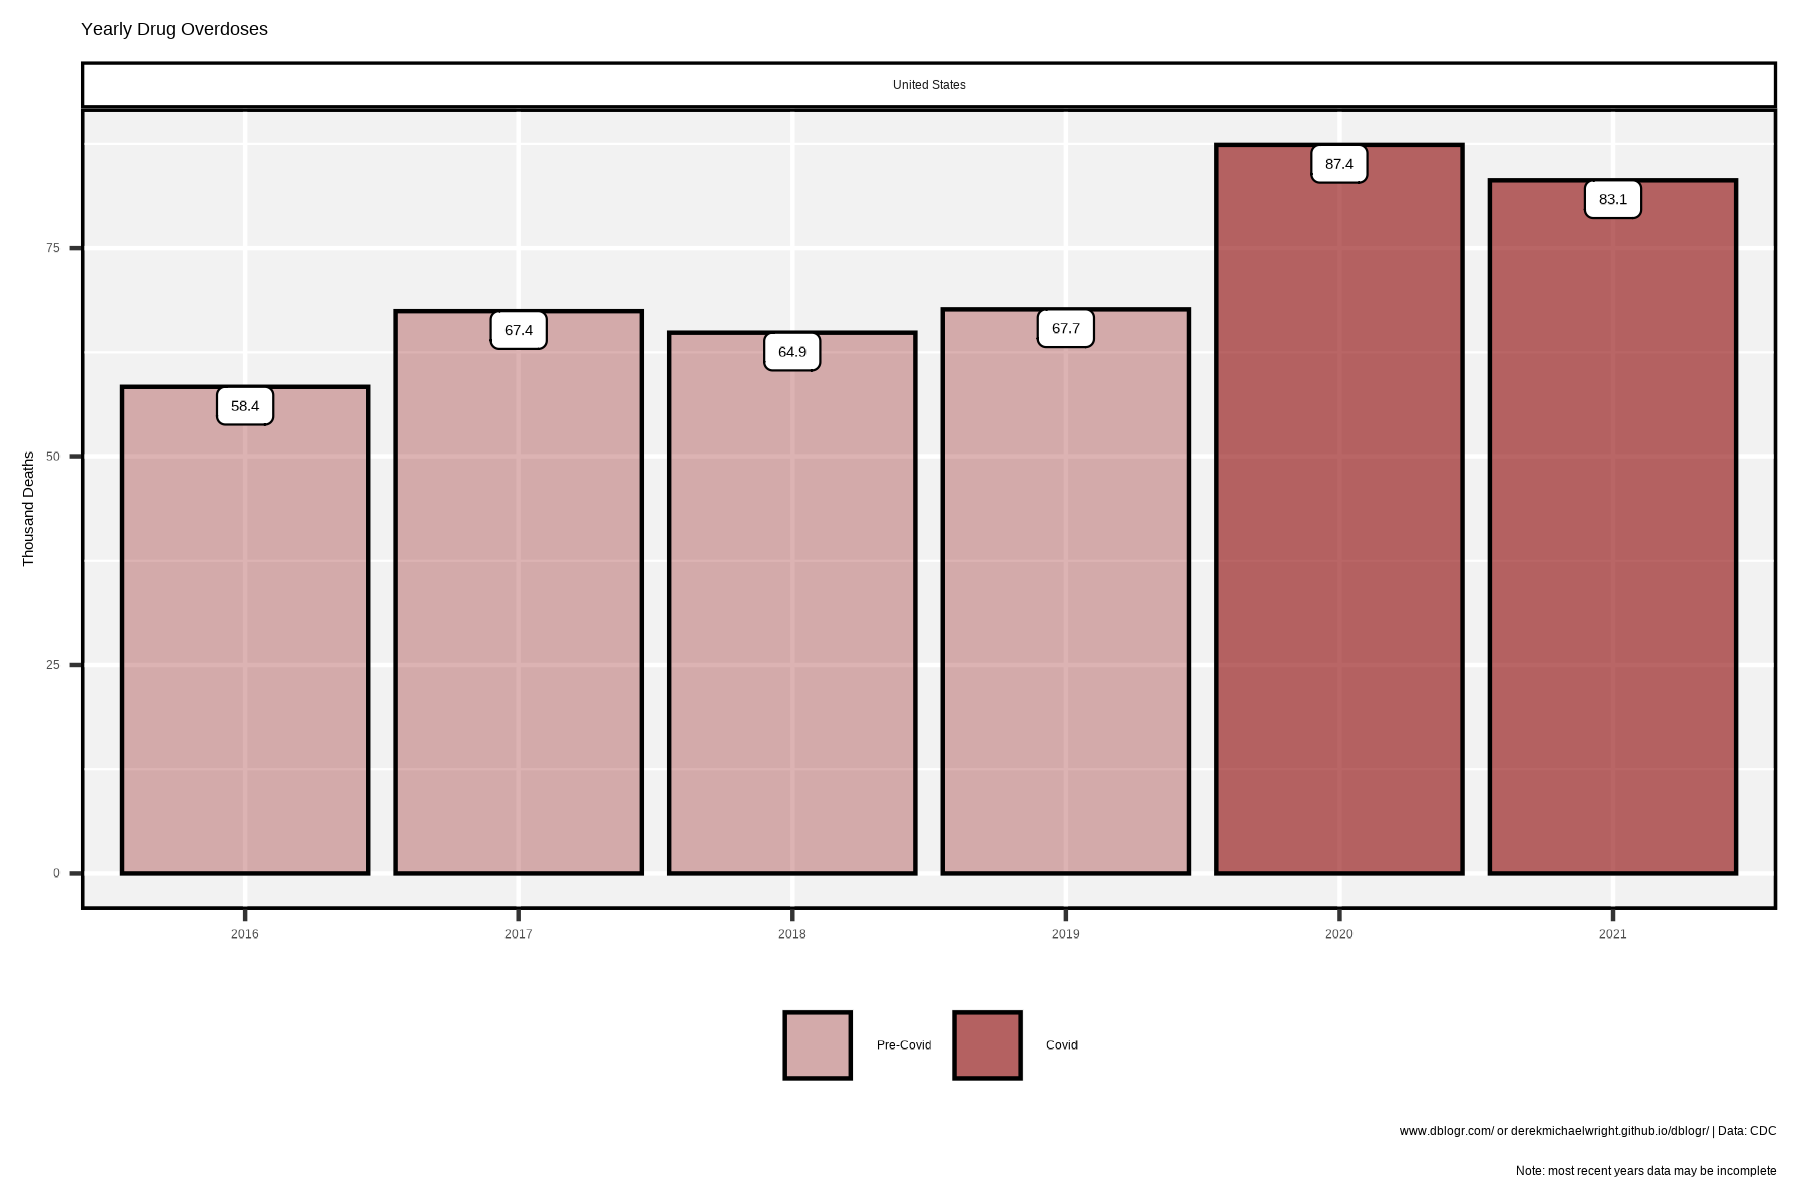 Yearly Drug Overdoses
United States
87.4
83.1
75
67.4
64.9
67.7
58.4
50
Thousand Deaths
25
0
2016 2017 2018 2019 2020 2021
Pre-Covid Covid
www.dblogr.com/ or derekmichaelwright.github.io/dblogr/ | Data: CDC
Note: most recent years data may be incomplete